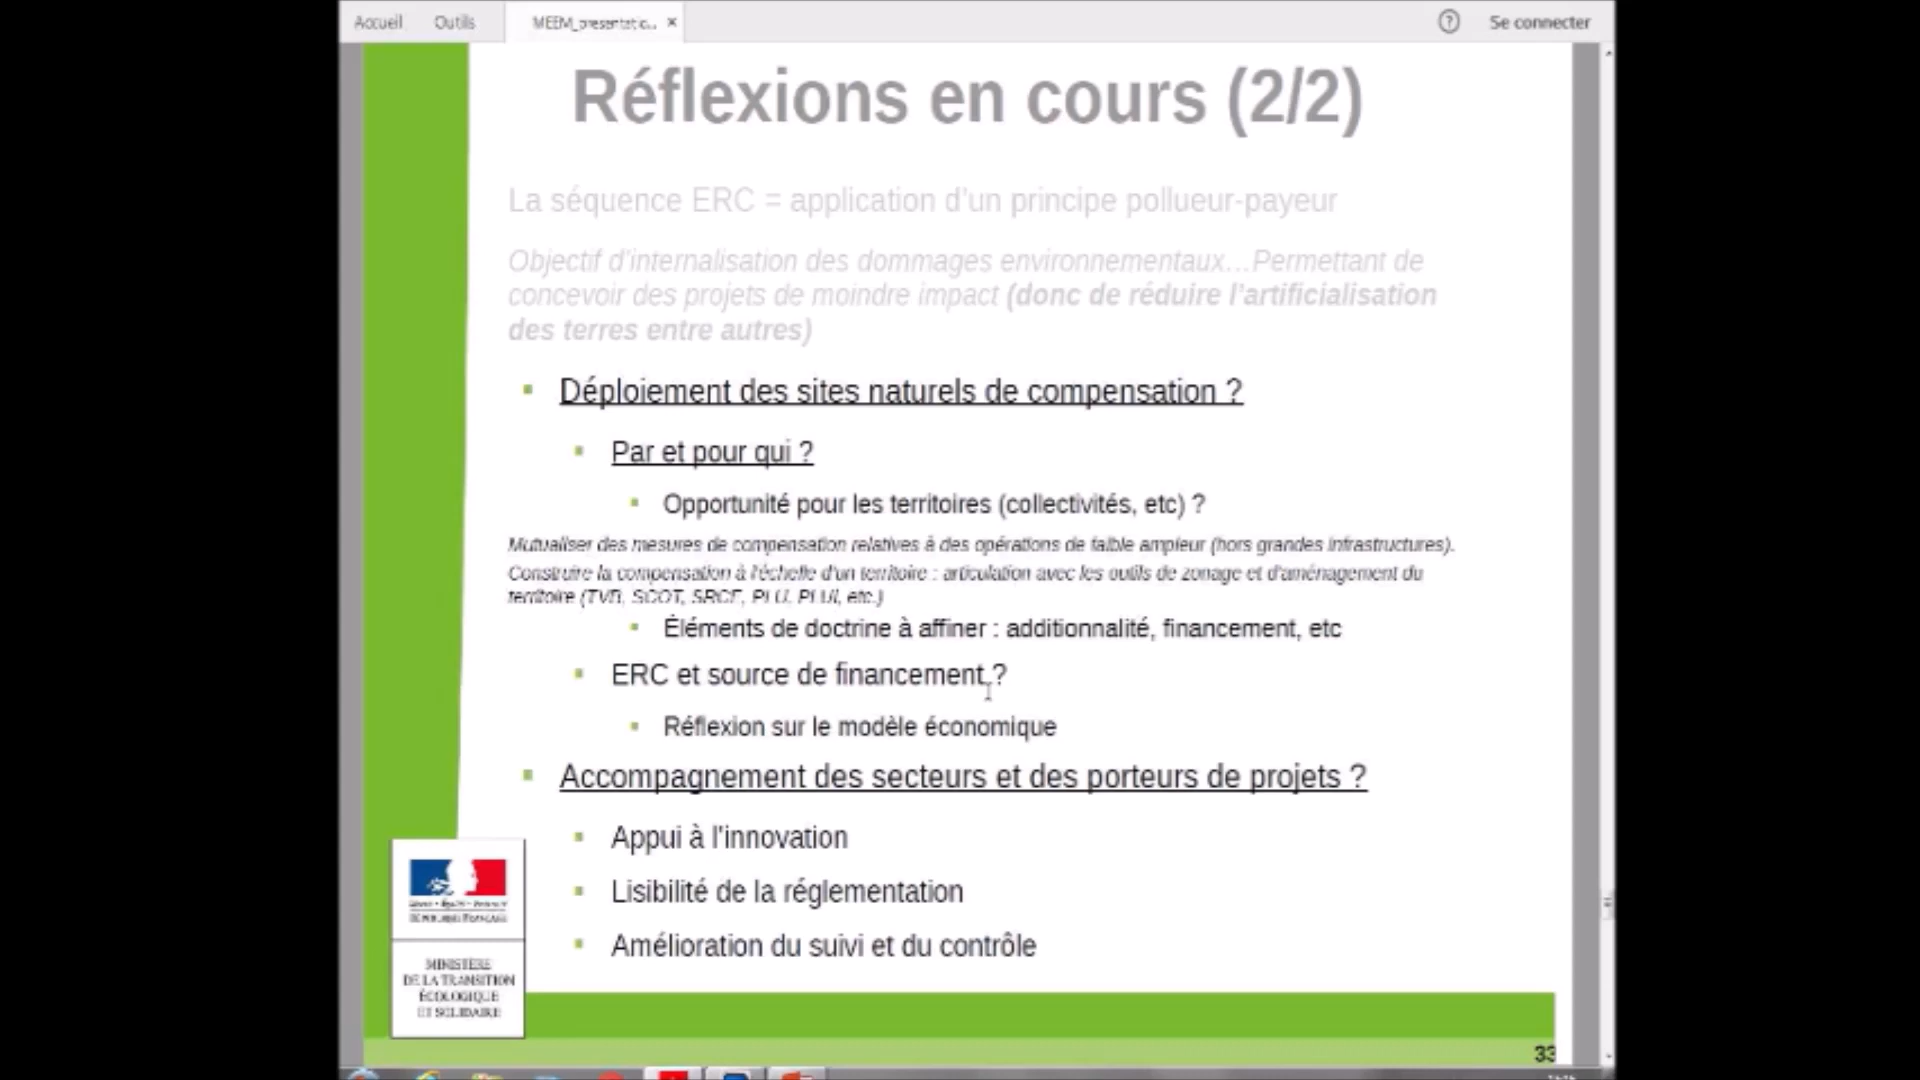 Accueil Outils MEEM_presentatio... × ? Se connecter
Réflexions en cours (2/2)
La séquence ERC = application d'un principe pollueur-payeur
Objectif d'internalisation des dommages environnementaux...Permettant de
concevoir des projets de moindre impact (donc de réduire l'artificialisation
des terres entre autres)
Déploiement des sites naturels de compensation ?
Par et pour qui ?
Opportunité pour les territoires (collectivités, etc) ?
Mutualiser des mesures de compensation relatives à des opérations de faible ampleur (hors grandes infrastructures).
Construire la compensation à l'échelle d'un territoire : articulation avec les outils de zonage et d'aménagement du
territoire (TVB, SCOT, SRCE, PLU, PLUI, etc.)
Éléments de doctrine à affiner : additionnalité, financement, etc
ERC et source de financement ?
Réflexion sur le modèle économique
Accompagnement des secteurs et des porteurs de projets ?
Appui à l'innovation
Lisibilité de la réglementation
Amélioration du suivi et du contrôle
Liberté • Égalité • Fraternité
RÉPUBLIQUE FRANÇAISE
MINISTÈRE
DE LA TRANSITION
ÉCOLOGIQUE
ET SOLIDAIRE
33